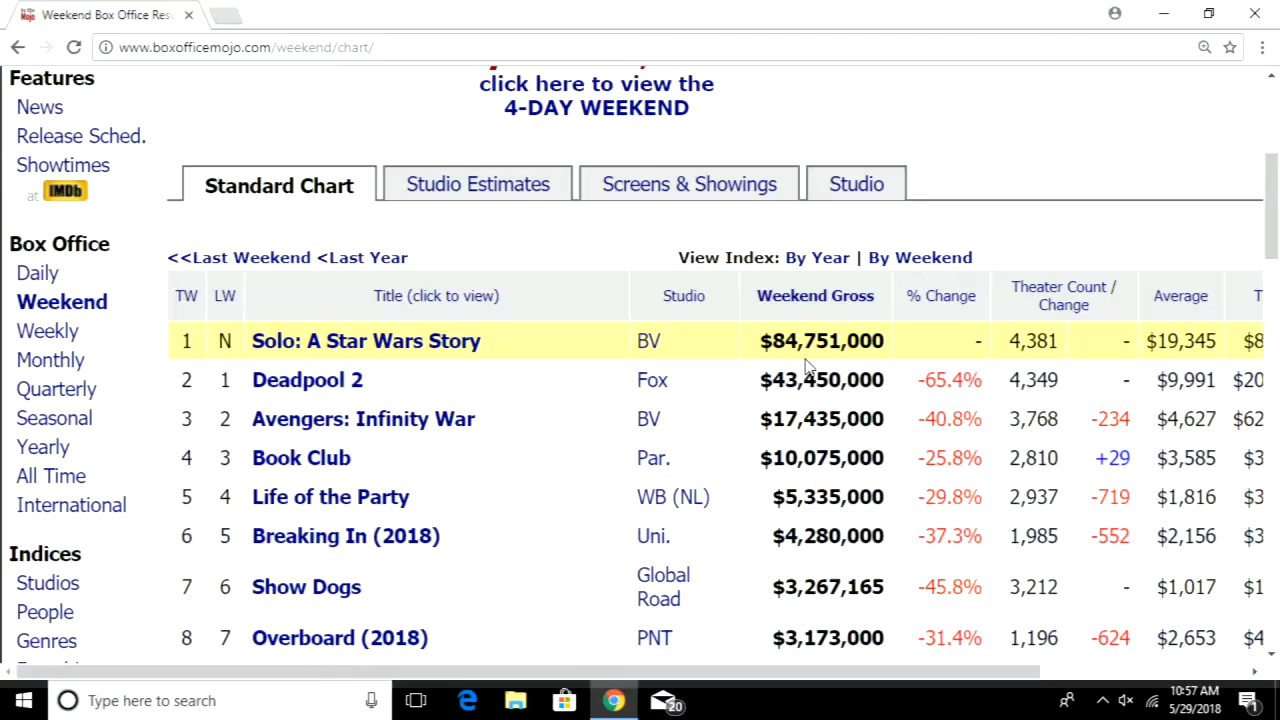 Weekend Box Office Res
www.boxofficemojo.com/weekend/chart/
Features
News
Release Sched.
Showtimes
at IMDb
click here to view the
4-DAY WEEKEND
Standard Chart Studio Estimates Screens & Showings Studio
<<Last Weekend <Last Year View Index: By Year | By Weekend
TW LW Title (click to view) Studio Weekend Gross % Change Theater Count / Change Average T
1 N Solo: A Star Wars Story BV $84,751,000 - 4,381 - $19,345 $8
2 1 Deadpool 2 Fox $43,450,000 -65.4% 4,349 - $9,991 $20
3 2 Avengers: Infinity War BV $17,435,000 -40.8% 3,768 -234 $4,627 $62
4 3 Book Club Par. $10,075,000 -25.8% 2,810 +29 $3,585 $3
5 4 Life of the Party WB (NL) $5,335,000 -29.8% 2,937 -719 $1,816 $3
6 5 Breaking In (2018) Uni. $4,280,000 -37.3% 1,985 -552 $2,156 $3
7 6 Show Dogs Global Road $3,267,165 -45.8% 3,212 - $1,017 $1
8 7 Overboard (2018) PNT $3,173,000 -31.4% 1,196 -624 $2,653 $4
Box Office
Daily
Weekend
Weekly
Monthly
Quarterly
Seasonal
Yearly
All Time
International
Indices
Studios
People
Genres
Type here to search
20
10:57 AM
5/29/2018
1